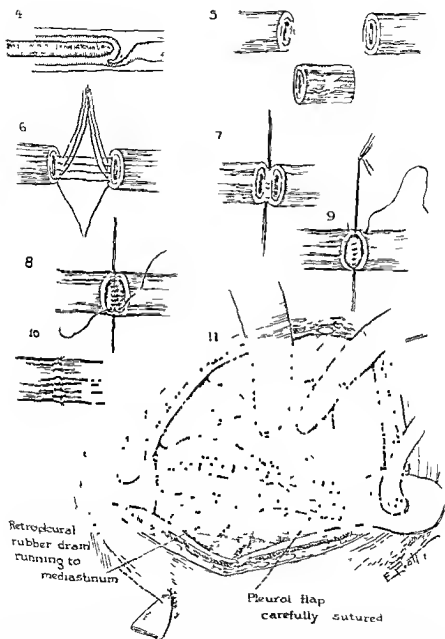 4
5
6
7
8
9
10
11
Retropleural
rubber drain
running to
mediastinum
Pleural flap
carefully sutured